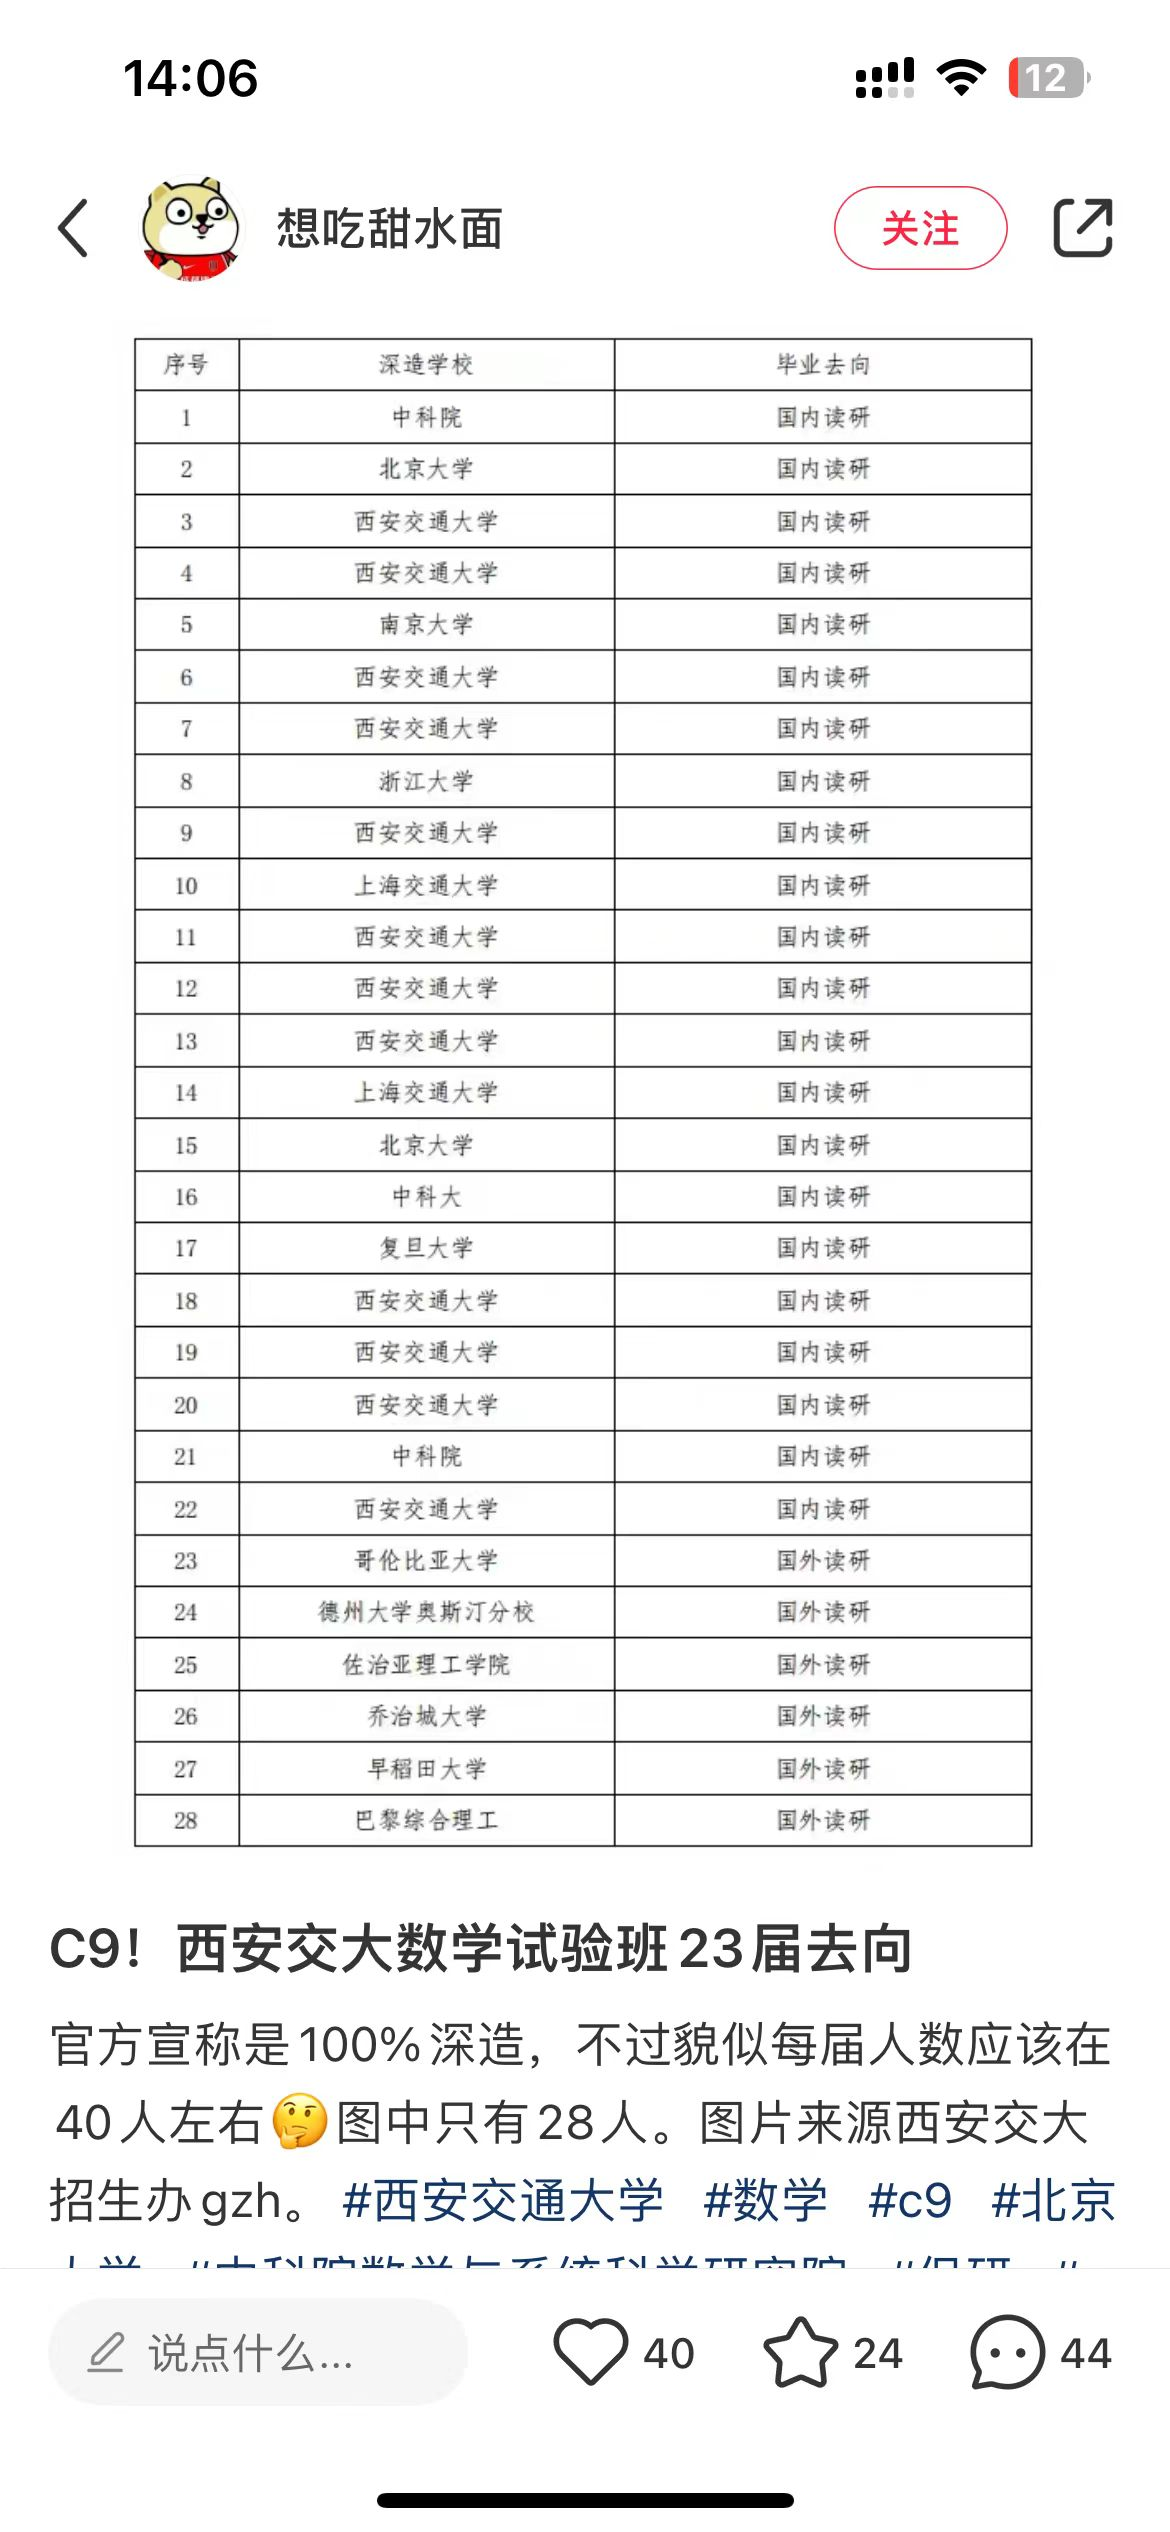 14:06
12
想吃甜水面
关注
序号 深造学校 毕业去向
1 中科院 国内读研
2 北京大学 国内读研
3 西安交通大学 国内读研
4 西安交通大学 国内读研
5 南京大学 国内读研
6 西安交通大学 国内读研
7 西安交通大学 国内读研
8 浙江大学 国内读研
9 西安交通大学 国内读研
10 上海交通大学 国内读研
11 西安交通大学 国内读研
12 西安交通大学 国内读研
13 西安交通大学 国内读研
14 上海交通大学 国内读研
15 北京大学 国内读研
16 中科大 国内读研
17 复旦大学 国内读研
18 西安交通大学 国内读研
19 西安交通大学 国内读研
20 西安交通大学 国内读研
21 中科院 国内读研
22 西安交通大学 国内读研
23 哥伦比亚大学 国外读研
24 德州大学奥斯汀分校 国外读研
25 佐治亚理工学院 国外读研
26 乔治城大学 国外读研
27 早稻田大学 国外读研
28 巴黎综合理工 国外读研
C9！西安交大数学试验班23届去向
官方宣称是100%深造，不过貌似每届人数应该在
40人左右🤔图中只有28人。图片来源西安交大
招生办gzh。#西安交通大学 #数学 #c9 #北京
大学 #中科院数学与系统科学研究院 #保研 #
说点什么...
40
24
44